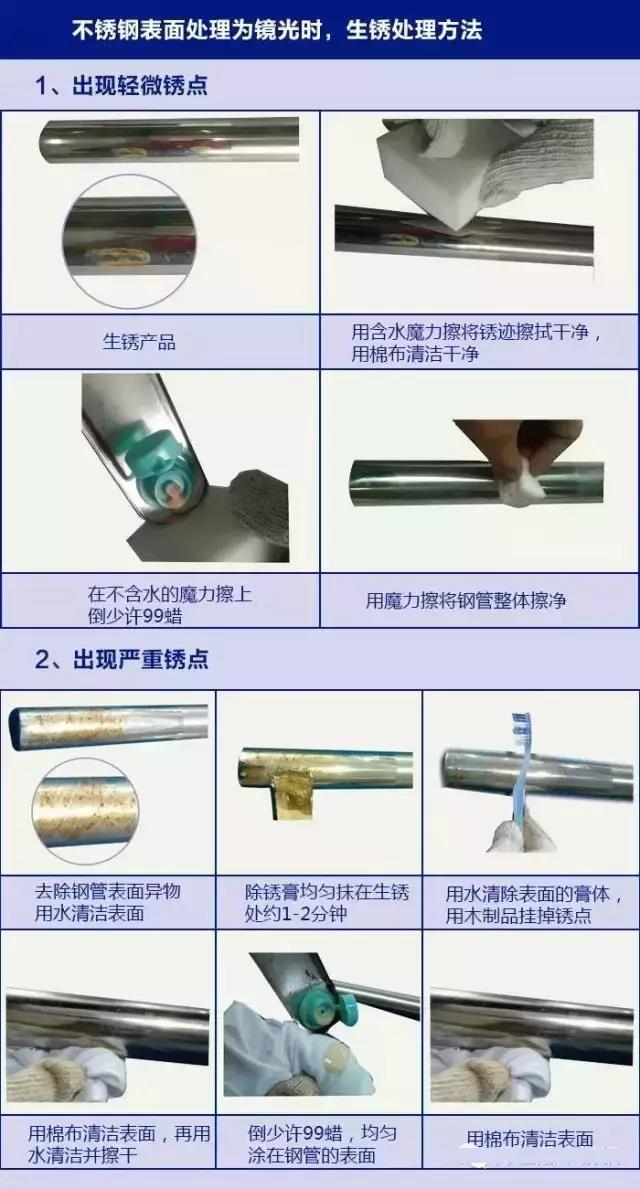 不锈钢表面处理为镜光时，生锈处理方法
1、出现轻微锈点
生锈产品
用含水魔力擦将锈迹擦拭干净，
用棉布清洁干净
在不含水的魔力擦上
倒少许99蜡
用魔力擦将钢管整体擦净
2、出现严重锈点
去除钢管表面异物
用水清洁表面
除锈膏均匀抹在生锈
处约1-2分钟
用水清除表面的膏体，
用木制品挂掉锈点
用棉布清洁表面，再用
水清洁并擦干
倒少许99蜡，均匀
涂在钢管的表面
用棉布清洁表面